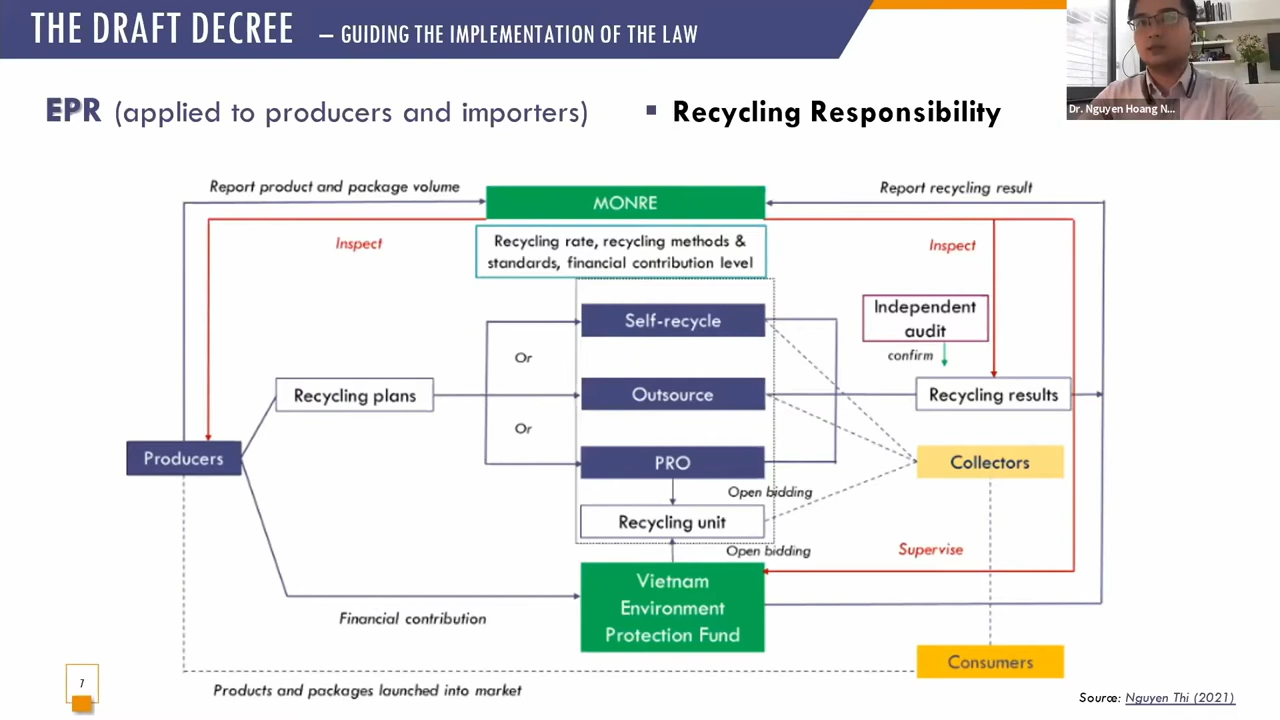 THE DRAFT DECREE – GUIDING THE IMPLEMENTATION OF THE LAW
Dr. Nguyen Hoang N...
EPR (applied to producers and importers)
▪ Recycling Responsibility
Report product and package volume
MONRE
Report recycling result
Inspect
Recycling rate, recycling methods &
standards, financial contribution level
Inspect
Self-recycle
Independent
audit
confirm
Or
Recycling plans
Outsource
Recycling results
Or
Producers
PRO
Collectors
Open bidding
Recycling unit
Open bidding
Supervise
Vietnam
Environment
Protection Fund
Financial contribution
Consumers
Products and packages launched into market
7
Source: Nguyen Thi (2021)